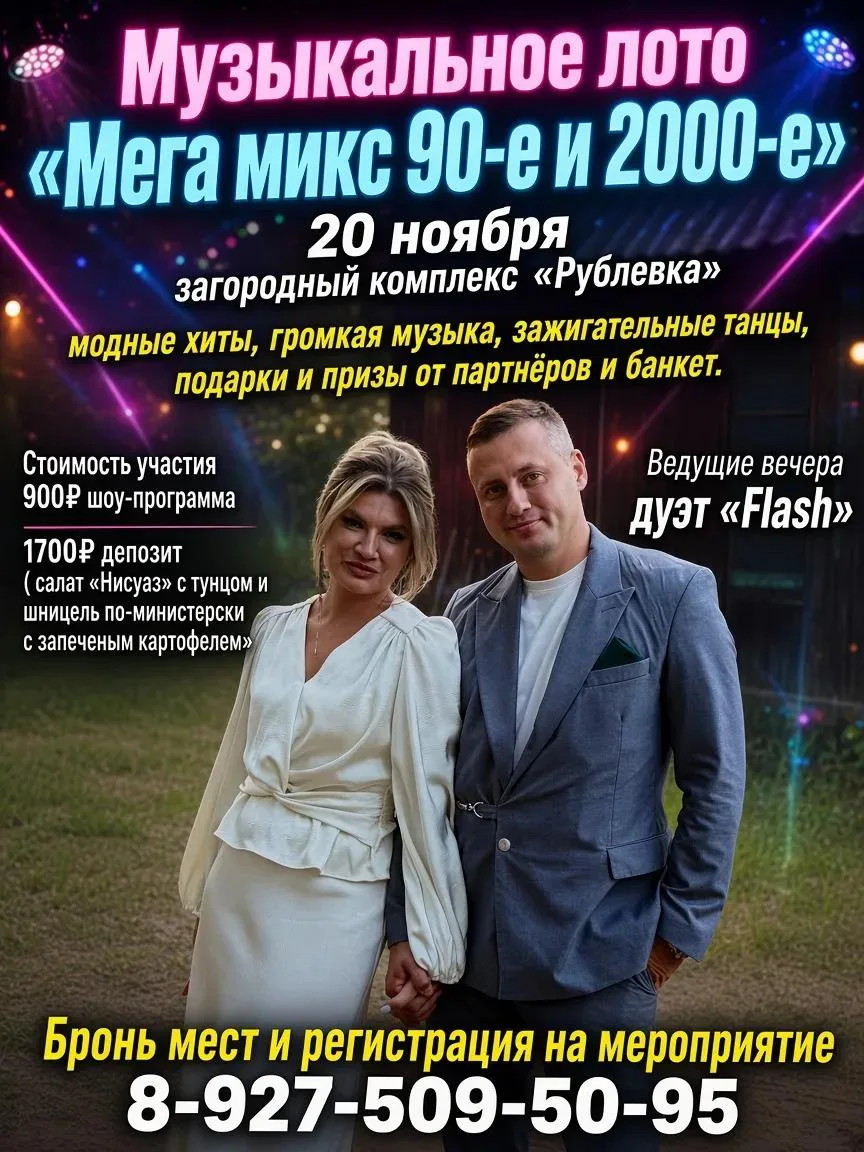 Музыкальное лото
«Мега микс 90-е и 2000-е»
20 ноября
загородный комплекс «Рублевка»
модные хиты, громкая музыка, зажигательные танцы,
подарки и призы от партнёров и банкет.
Стоимость участия
900₽ шоу-программа
1700₽ депозит
( салат «Нисуаз» с тунцом и
шницель по-министерски
с запеченым картофелем»
Ведущие вечера
дуэт «Flash»
Бронь мест и регистрация на мероприятие
8-927-509-50-95